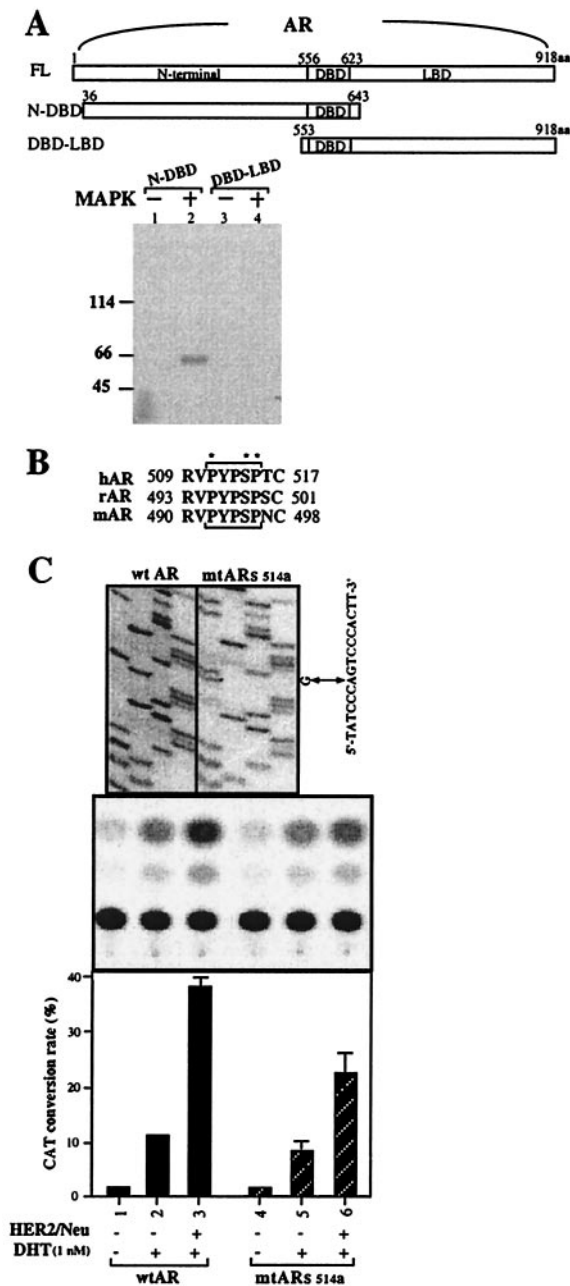 A
AR
1 556 623 918aa
FL N-terminal DBD LBD
36 643
N-DBD DBD
553 918aa
DBD-LBD DBD
N-DBD DBD-LBD
MAPK − + − +
1 2 3 4
114
66
45
B
* * *
hAR 509 RVPYPSPTC 517
rAR 493 RVPYPSPSC 501
mAR 490 RVPYPSPNC 498
C
wt AR mtARs 514a
G
5'-TATCCCAGTCCCACTT-3'
CAT conversion rate (%)
40
30
20
10
0
1 2 3 4 5 6
HER2/Neu - - + - - +
DHT(1 nM) - + + - + +
wtAR mtARs 514a